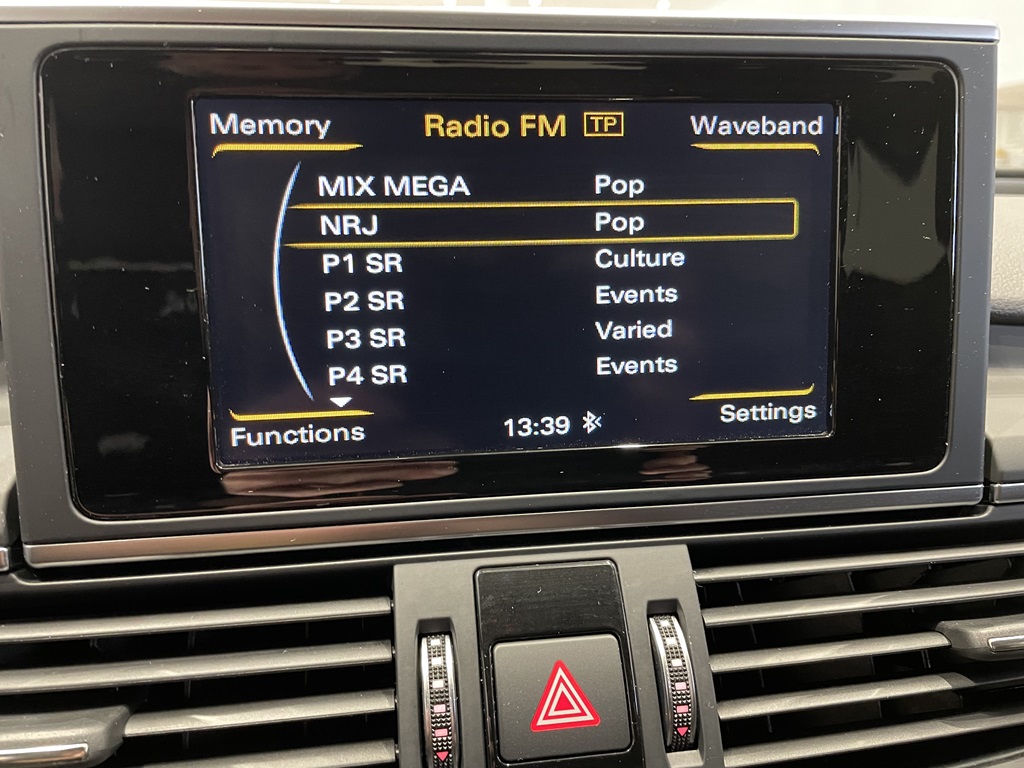 Memory Radio FM TP Waveband
MIX MEGA Pop
NRJ Pop
P1 SR Culture
P2 SR Events
P3 SR Varied
P4 SR Events
Functions 13:39 Settings